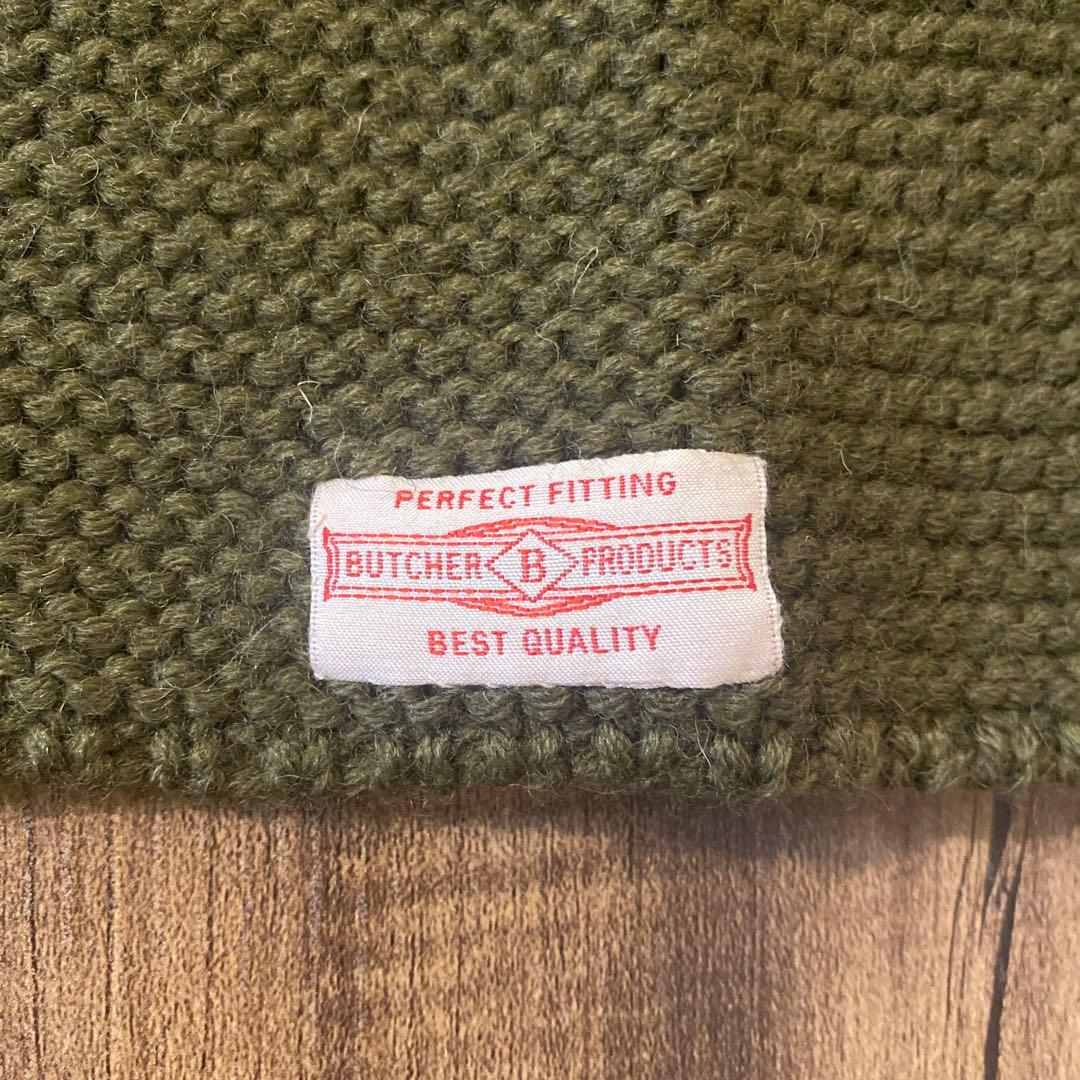 PERFECT FITTING
BUTCHER B PRODUCTS
BEST QUALITY